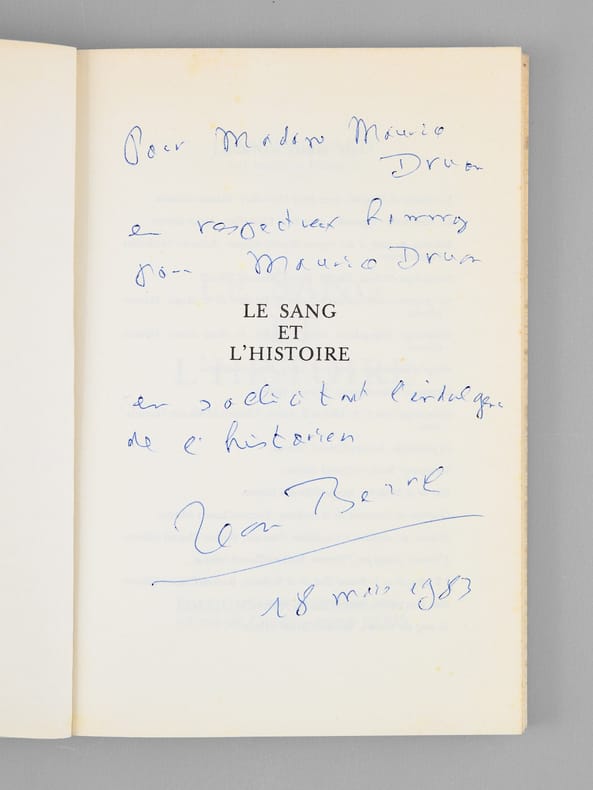 Pour Madame Maurice
Druon
en respectueux hommage
pour Maurice Druon
LE SANG
ET
L'HISTOIRE
en sollicitant l'indulgence
de l'historien
Jean Bernard
18 mars 1983